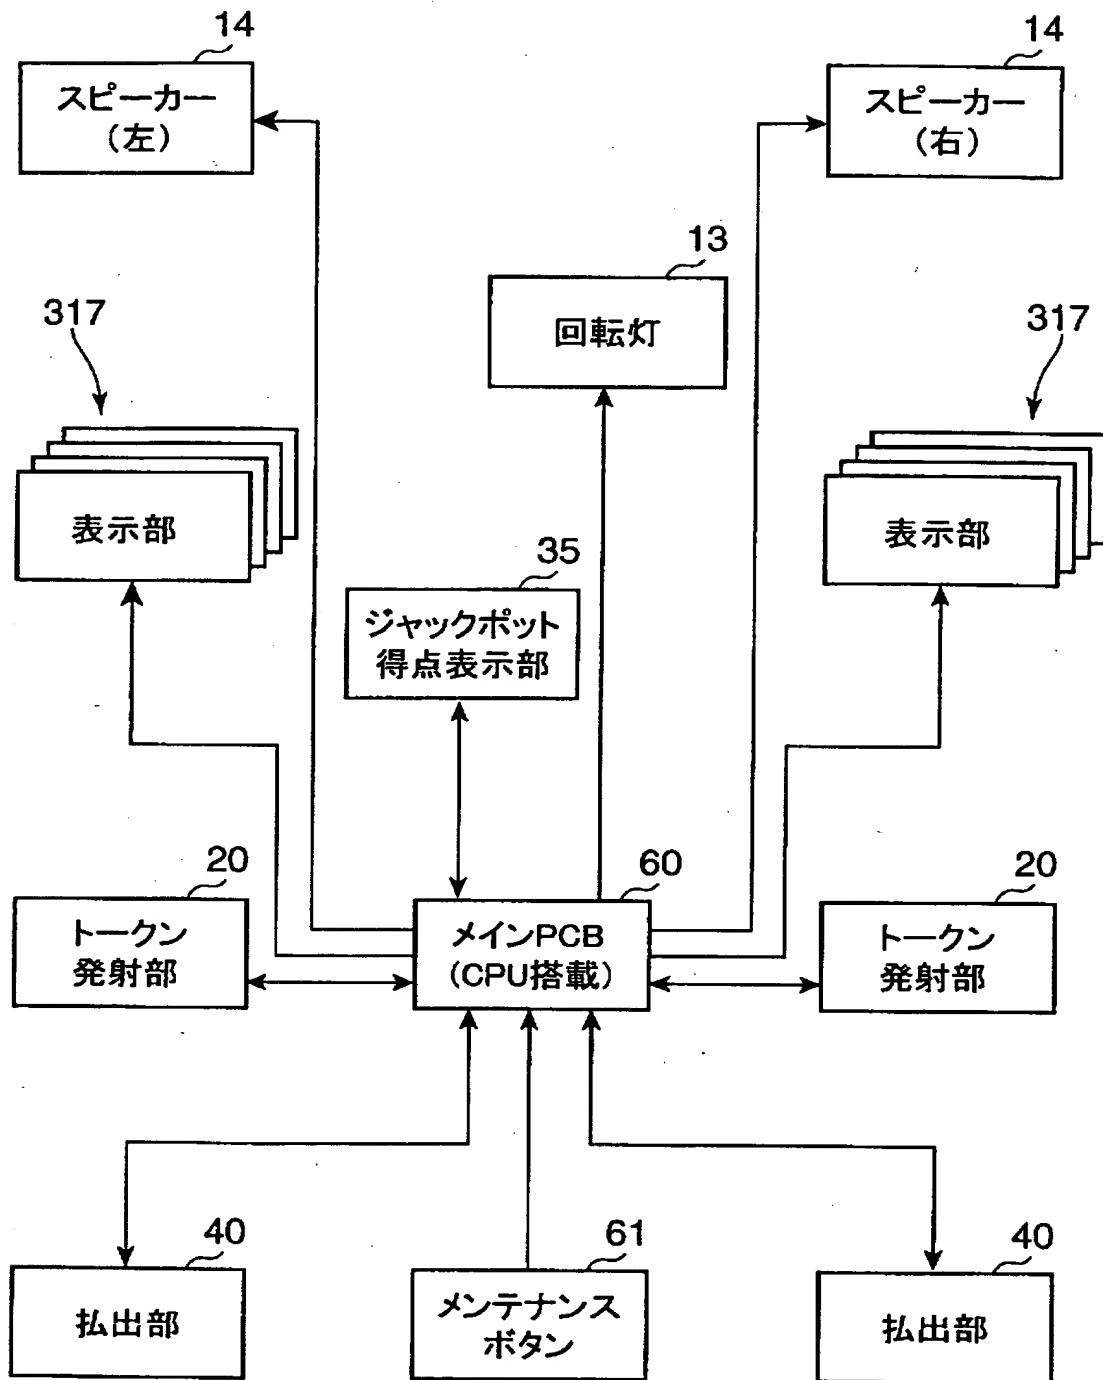 14
スピーカー
(左)
14
スピーカー
(右)
13
回転灯
317
表示部
317
表示部
35
ジャックポット
得点表示部
20
トークン
発射部
60
メインPCB
(CPU搭載)
20
トークン
発射部
40
払出部
61
メンテナンス
ボタン
40
払出部